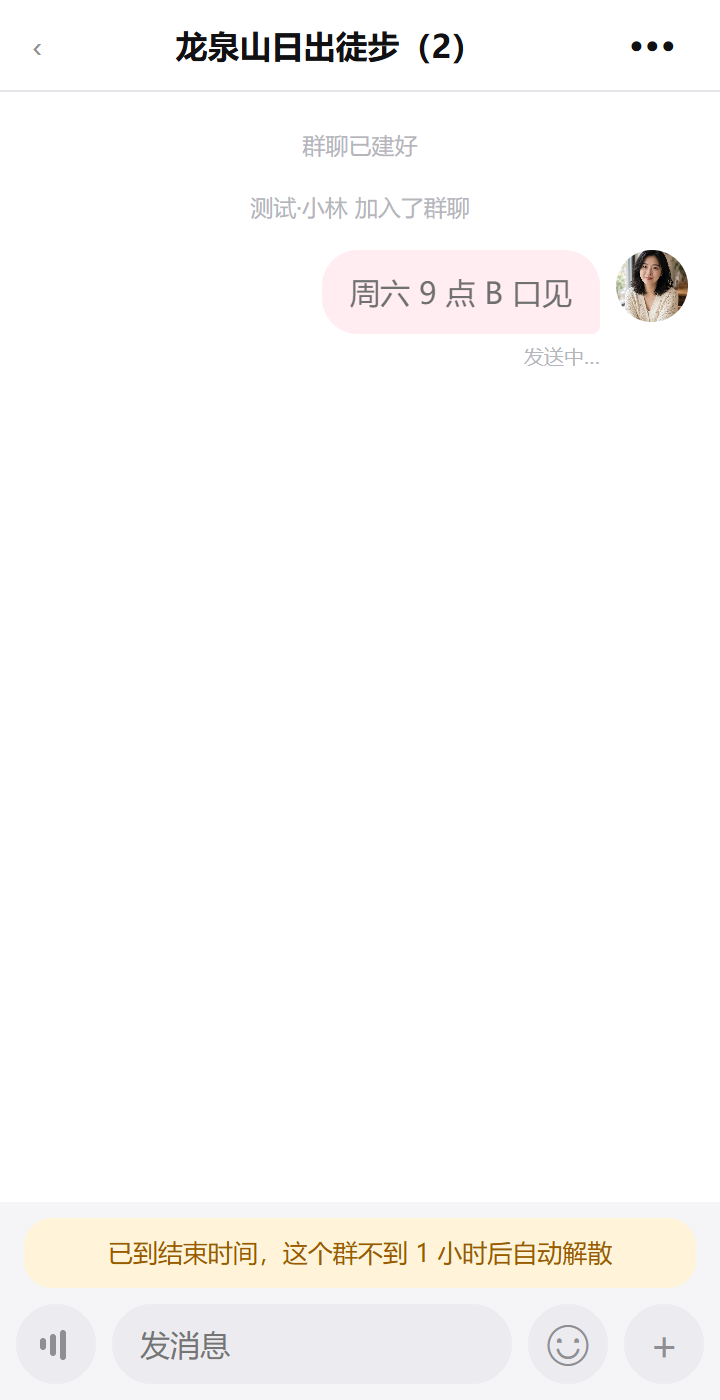 龙泉山日出徒步（2）
群聊已建好
测试·小林 加入了群聊
周六 9 点 B 口见
发送中...
已到结束时间，这个群不到 1 小时后自动解散
发消息